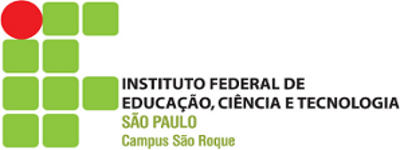 INSTITUTO FEDERAL DE
EDUCAÇÃO, CIÊNCIA E TECNOLOGIA
SÃO PAULO
Campus São Roque